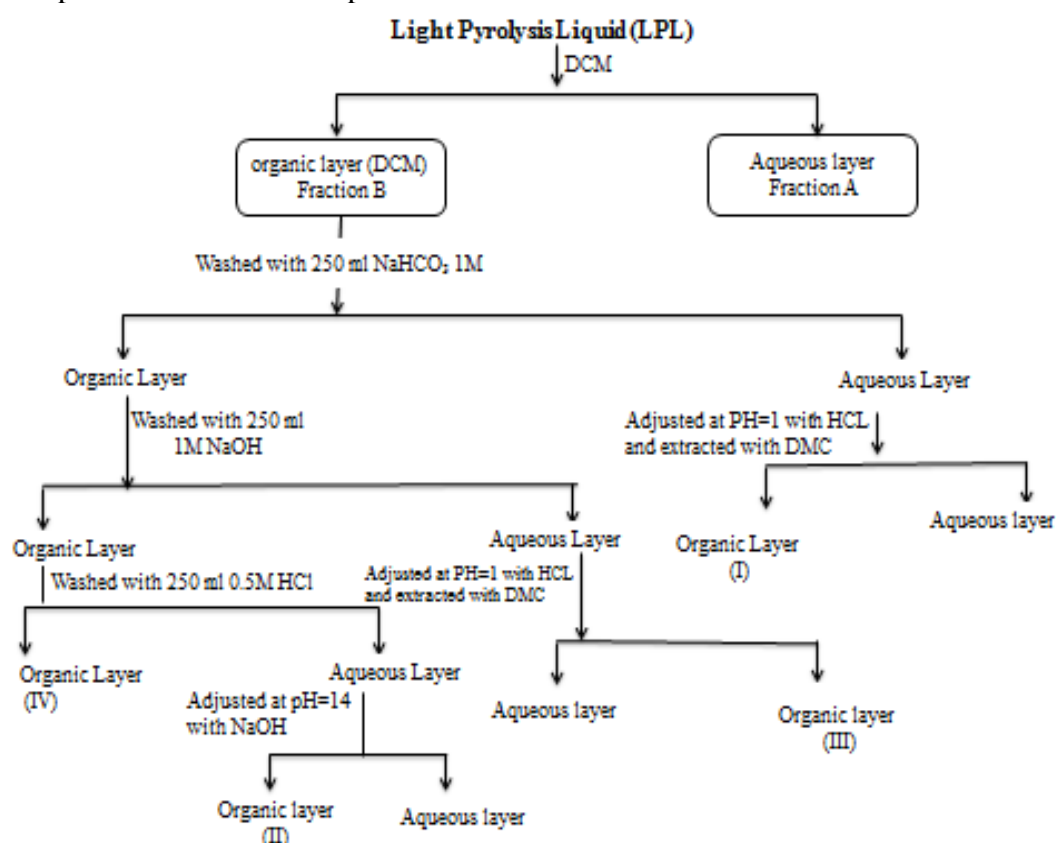 Light Pyrolysis Liquid (LPL)
DCM
organic layer (DCM)
Fraction B
Aqueous layer
Fraction A
Washed with 250 ml NaHCO3 1M
Organic Layer
Aqueous Layer
Washed with 250 ml
1M NaOH
Adjusted at PH=1 with HCL
and extracted with DMC
Organic Layer
(I)
Aqueous layer
Organic Layer
Aqueous Layer
Washed with 250 ml 0.5M HCl
Adjusted at PH=1 with HCL
and extracted with DMC
Organic Layer
(IV)
Aqueous Layer
Adjusted at pH=14
with NaOH
Aqueous layer
Organic layer
(III)
Organic layer
(II)
Aqueous layer